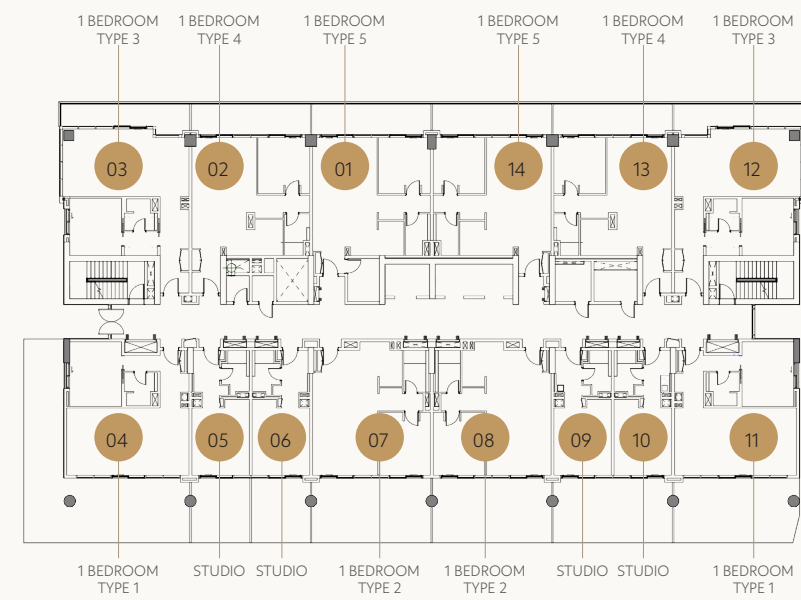 1 BEDROOM
TYPE 3
1 BEDROOM
TYPE 4
1 BEDROOM
TYPE 5
1 BEDROOM
TYPE 5
1 BEDROOM
TYPE 4
1 BEDROOM
TYPE 3
03
02
01
14
13
12
04
05
06
07
08
09
10
11
1 BEDROOM
TYPE 1
STUDIO
STUDIO
1 BEDROOM
TYPE 2
1 BEDROOM
TYPE 2
STUDIO
STUDIO
1 BEDROOM
TYPE 1